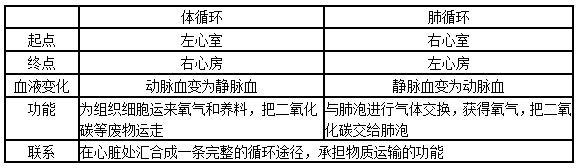 体循环 肺循环
起点 左心室 右心室
终点 右心房 左心房
血液变化 动脉血变为静脉血 静脉血变为动脉血
功能 为组织细胞运来氧气和养料，把二氧化 与肺泡进行气体交换，获得氧气，把二氧
碳等废物运走 化碳交给肺泡
联系 在心脏处汇合成一条完整的循环途径，承担物质运输的功能